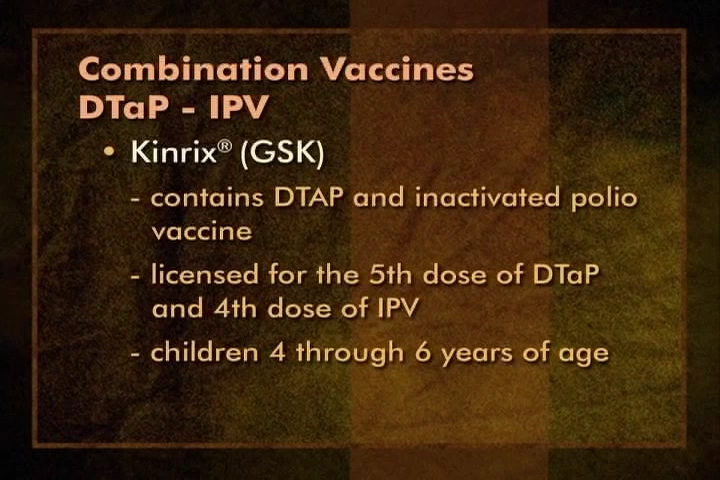 Combination Vaccines
DTaP - IPV
• Kinrix® (GSK)
- contains DTAP and inactivated polio
vaccine
- licensed for the 5th dose of DTaP
and 4th dose of IPV
- children 4 through 6 years of age